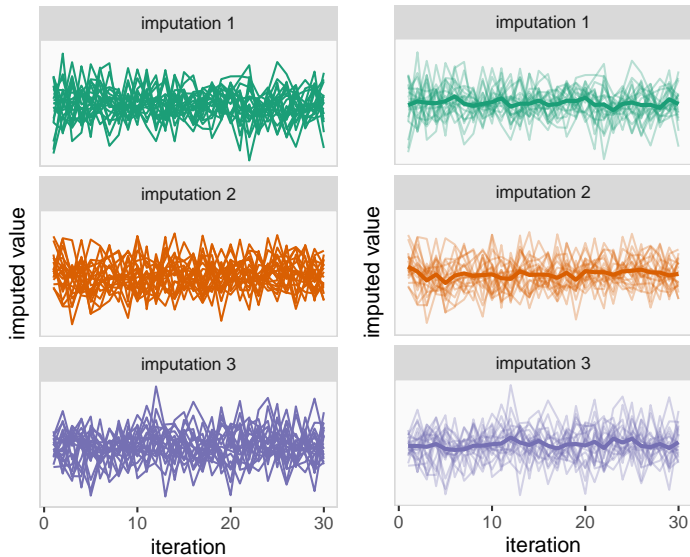 imputation 1
imputation 2
imputation 3
imputed value
0 10 20 30
iteration
imputation 1
imputation 2
imputation 3
imputed value
0 10 20 30
iteration